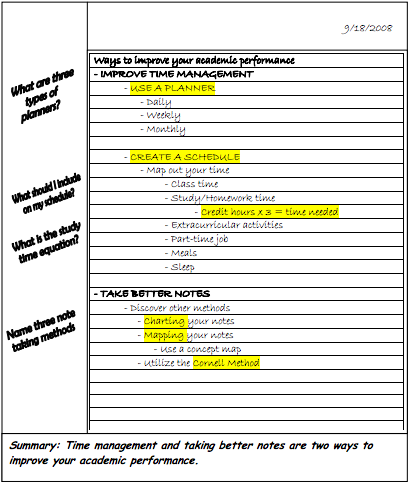 9/18/2008
Ways to improve your academic performance
- IMPROVE TIME MANAGEMENT
What are three
types of
planners?
- USE A PLANNER
- Daily
- Weekly
- Monthly
- CREATE A SCHEDULE
- Map out your time
What should I include
on my schedule?
- Class time
- Study/Homework time
- Credit hours x 3 = time needed
What is the study
time equation?
- Extracurricular activities
- Part-time job
- Meals
- Sleep
- TAKE BETTER NOTES
Name three note
taking methods
- Discover other methods
- Charting your notes
- Mapping your notes
- Use a concept map
- Utilize the Cornell Method
Summary: Time management and taking better notes are two ways to
improve your academic performance.